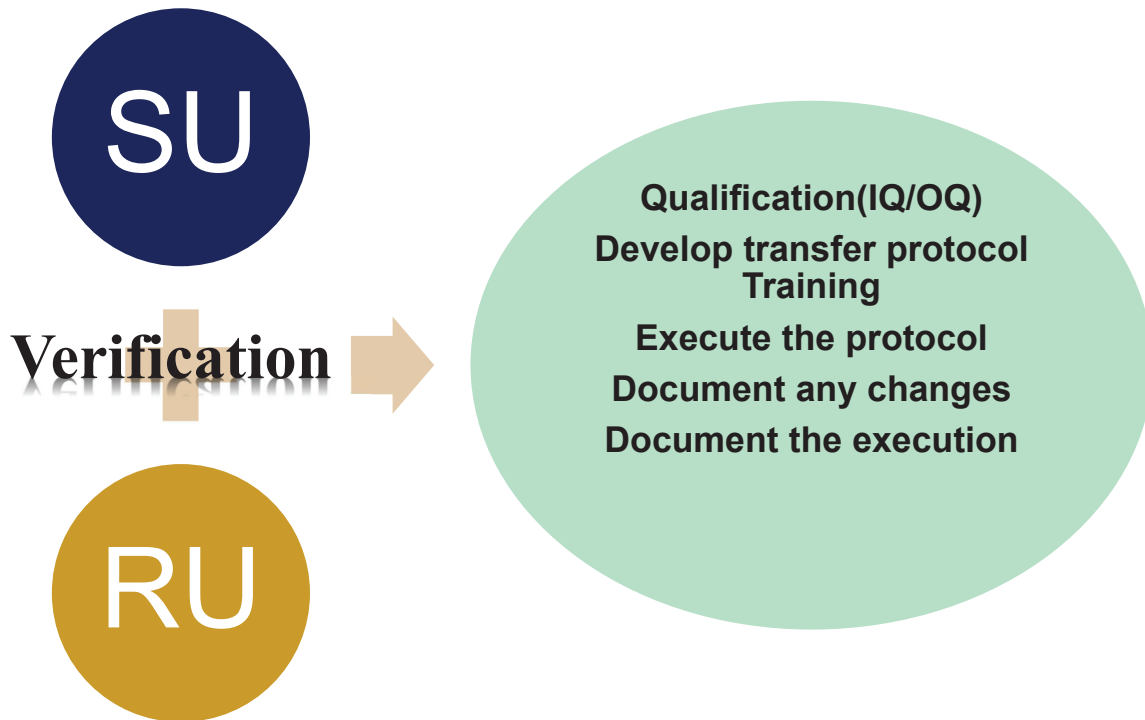 SU
Verification
RU
Qualification(IQ/OQ)
Develop transfer protocol
Training
Execute the protocol
Document any changes
Document the execution